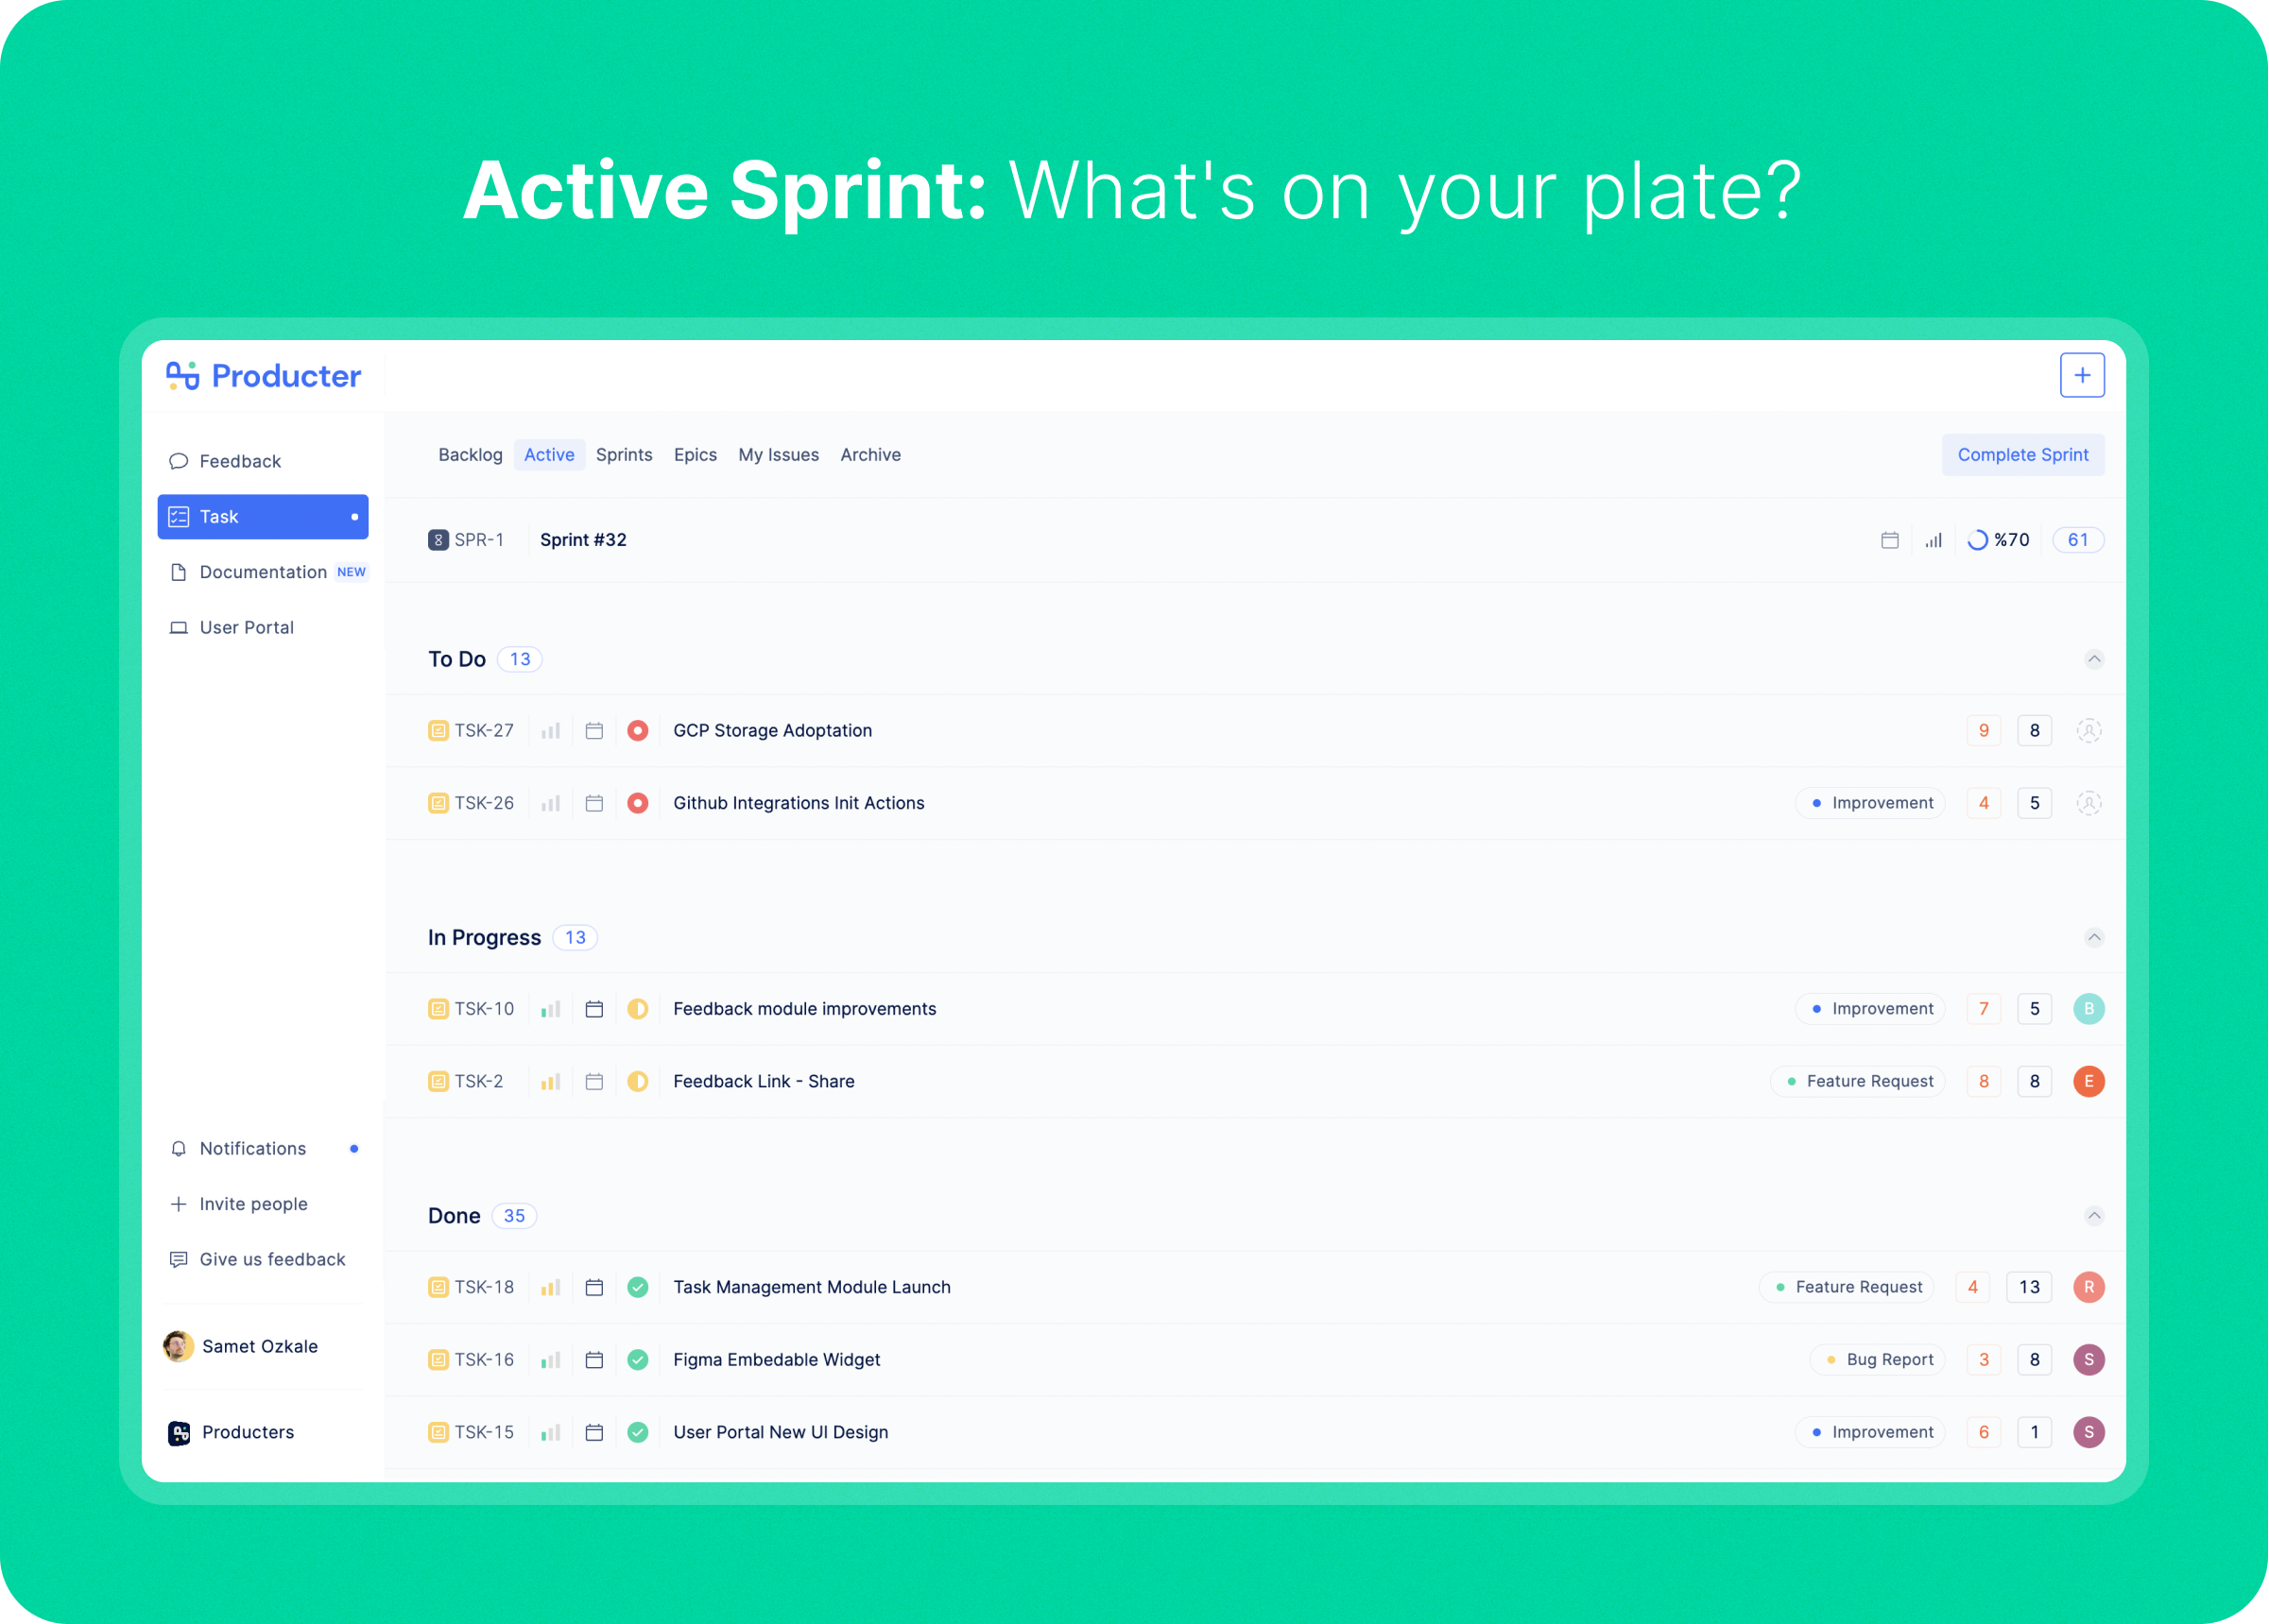 Active Sprint: What's on your plate?
Producter
Feedback
Task
Documentation NEW
User Portal
Notifications
Invite people
Give us feedback
Samet Ozkale
Producters
Backlog Active Sprints Epics My Issues Archive Complete Sprint
SPR-1 Sprint #32 %70 61
To Do 13
TSK-27 GCP Storage Adoptation 9 8
TSK-26 Github Integrations Init Actions Improvement 4 5
In Progress 13
TSK-10 Feedback module improvements Improvement 7 5 B
TSK-2 Feedback Link - Share Feature Request 8 8 E
Done 35
TSK-18 Task Management Module Launch Feature Request 4 13 R
TSK-16 Figma Embedable Widget Bug Report 3 8 S
TSK-15 User Portal New UI Design Improvement 6 1 S